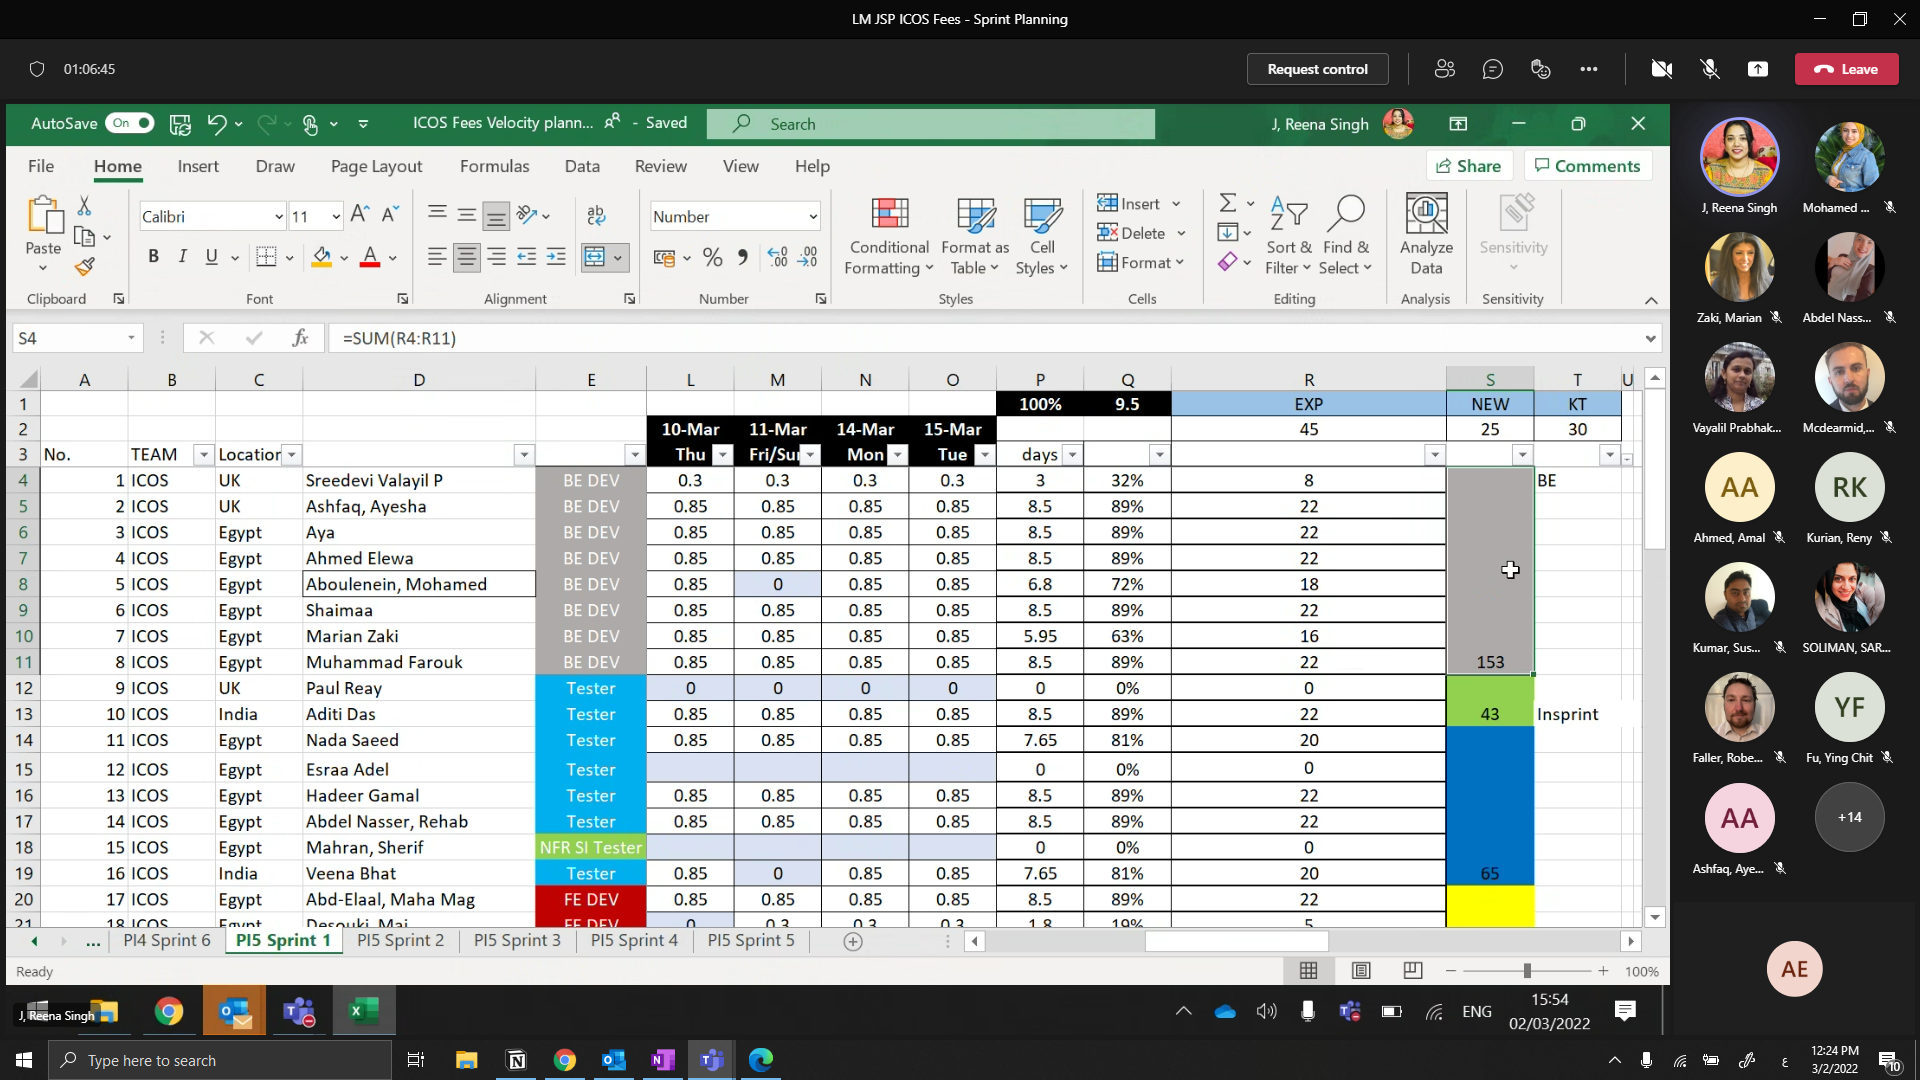 LM JSP ICOS Fees - Sprint Planning
01:06:45
Request control
Leave
AutoSave On
ICOS Fees Velocity plann... - Saved
Search
J, Reena Singh
File Home Insert Draw Page Layout Formulas Data Review View Help
Share Comments
Paste
Calibri 11
B I U
Number
Conditional Formatting
Format as Table
Cell Styles
Insert
Delete
Format
Sort & Filter
Find & Select
Analyze Data
Sensitivity
Clipboard Font Alignment Number Styles Cells Editing Analysis Sensitivity
S4 fx =SUM(R4:R11)
A B C D E L M N O P Q R S T U
1 100% 9.5 EXP NEW KT
2 10-Mar 11-Mar 14-Mar 15-Mar 45 25 30
3 No. TEAM Location Thu Fri/Sun Mon Tue days
4 1 ICOS UK Sreedevi Valayil P BE DEV 0.3 0.3 0.3 0.3 3 32% 8 BE
5 2 ICOS UK Ashfaq, Ayesha BE DEV 0.85 0.85 0.85 0.85 8.5 89% 22
6 3 ICOS Egypt Aya BE DEV 0.85 0.85 0.85 0.85 8.5 89% 22
7 4 ICOS Egypt Ahmed Elewa BE DEV 0.85 0.85 0.85 0.85 8.5 89% 22
8 5 ICOS Egypt Aboulenein, Mohamed BE DEV 0.85 0 0.85 0.85 6.8 72% 18
9 6 ICOS Egypt Shaimaa BE DEV 0.85 0.85 0.85 0.85 8.5 89% 22
10 7 ICOS Egypt Marian Zaki BE DEV 0.85 0.85 0.85 0.85 5.95 63% 16
11 8 ICOS Egypt Muhammad Farouk BE DEV 0.85 0.85 0.85 0.85 8.5 89% 22 153
12 9 ICOS UK Paul Reay Tester 0 0 0 0 0 0% 0
13 10 ICOS India Aditi Das Tester 0.85 0.85 0.85 0.85 8.5 89% 22 43 Insprint
14 11 ICOS Egypt Nada Saeed Tester 0.85 0.85 0.85 0.85 7.65 81% 20
15 12 ICOS Egypt Esraa Adel Tester 0 0% 0
16 13 ICOS Egypt Hadeer Gamal Tester 0.85 0.85 0.85 0.85 8.5 89% 22
17 14 ICOS Egypt Abdel Nasser, Rehab Tester 0.85 0.85 0.85 0.85 8.5 89% 22
18 15 ICOS Egypt Mahran, Sherif NFR SI Tester 0 0% 0
19 16 ICOS India Veena Bhat Tester 0.85 0 0.85 0.85 7.65 81% 20 65
20 17 ICOS Egypt Abd-Elaal, Maha Mag FE DEV 0.85 0.85 0.85 0.85 8.5 89% 22
21 18 ICOS Egypt Desouki, Mai FE DEV 0 0.3 0.3 0.3 1.8 19% 5
... PI4 Sprint 6 PI5 Sprint 1 PI5 Sprint 2 PI5 Sprint 3 PI5 Sprint 4 PI5 Sprint 5
Ready
100%
J, Reena Singh
ENG
15:54
02/03/2022
J, Reena Singh
Mohamed ...
Zaki, Marian
Abdel Nass...
Vayalil Prabhak...
Mcdearmid,...
AA
RK
Ahmed, Amal
Kurian, Reny
Kumar, Sus...
SOLIMAN, SAR...
YF
Faller, Robe...
Fu, Ying Chit
AA
+14
Ashfaq, Aye...
AE
Type here to search
ع
12:24 PM
3/2/2022
10